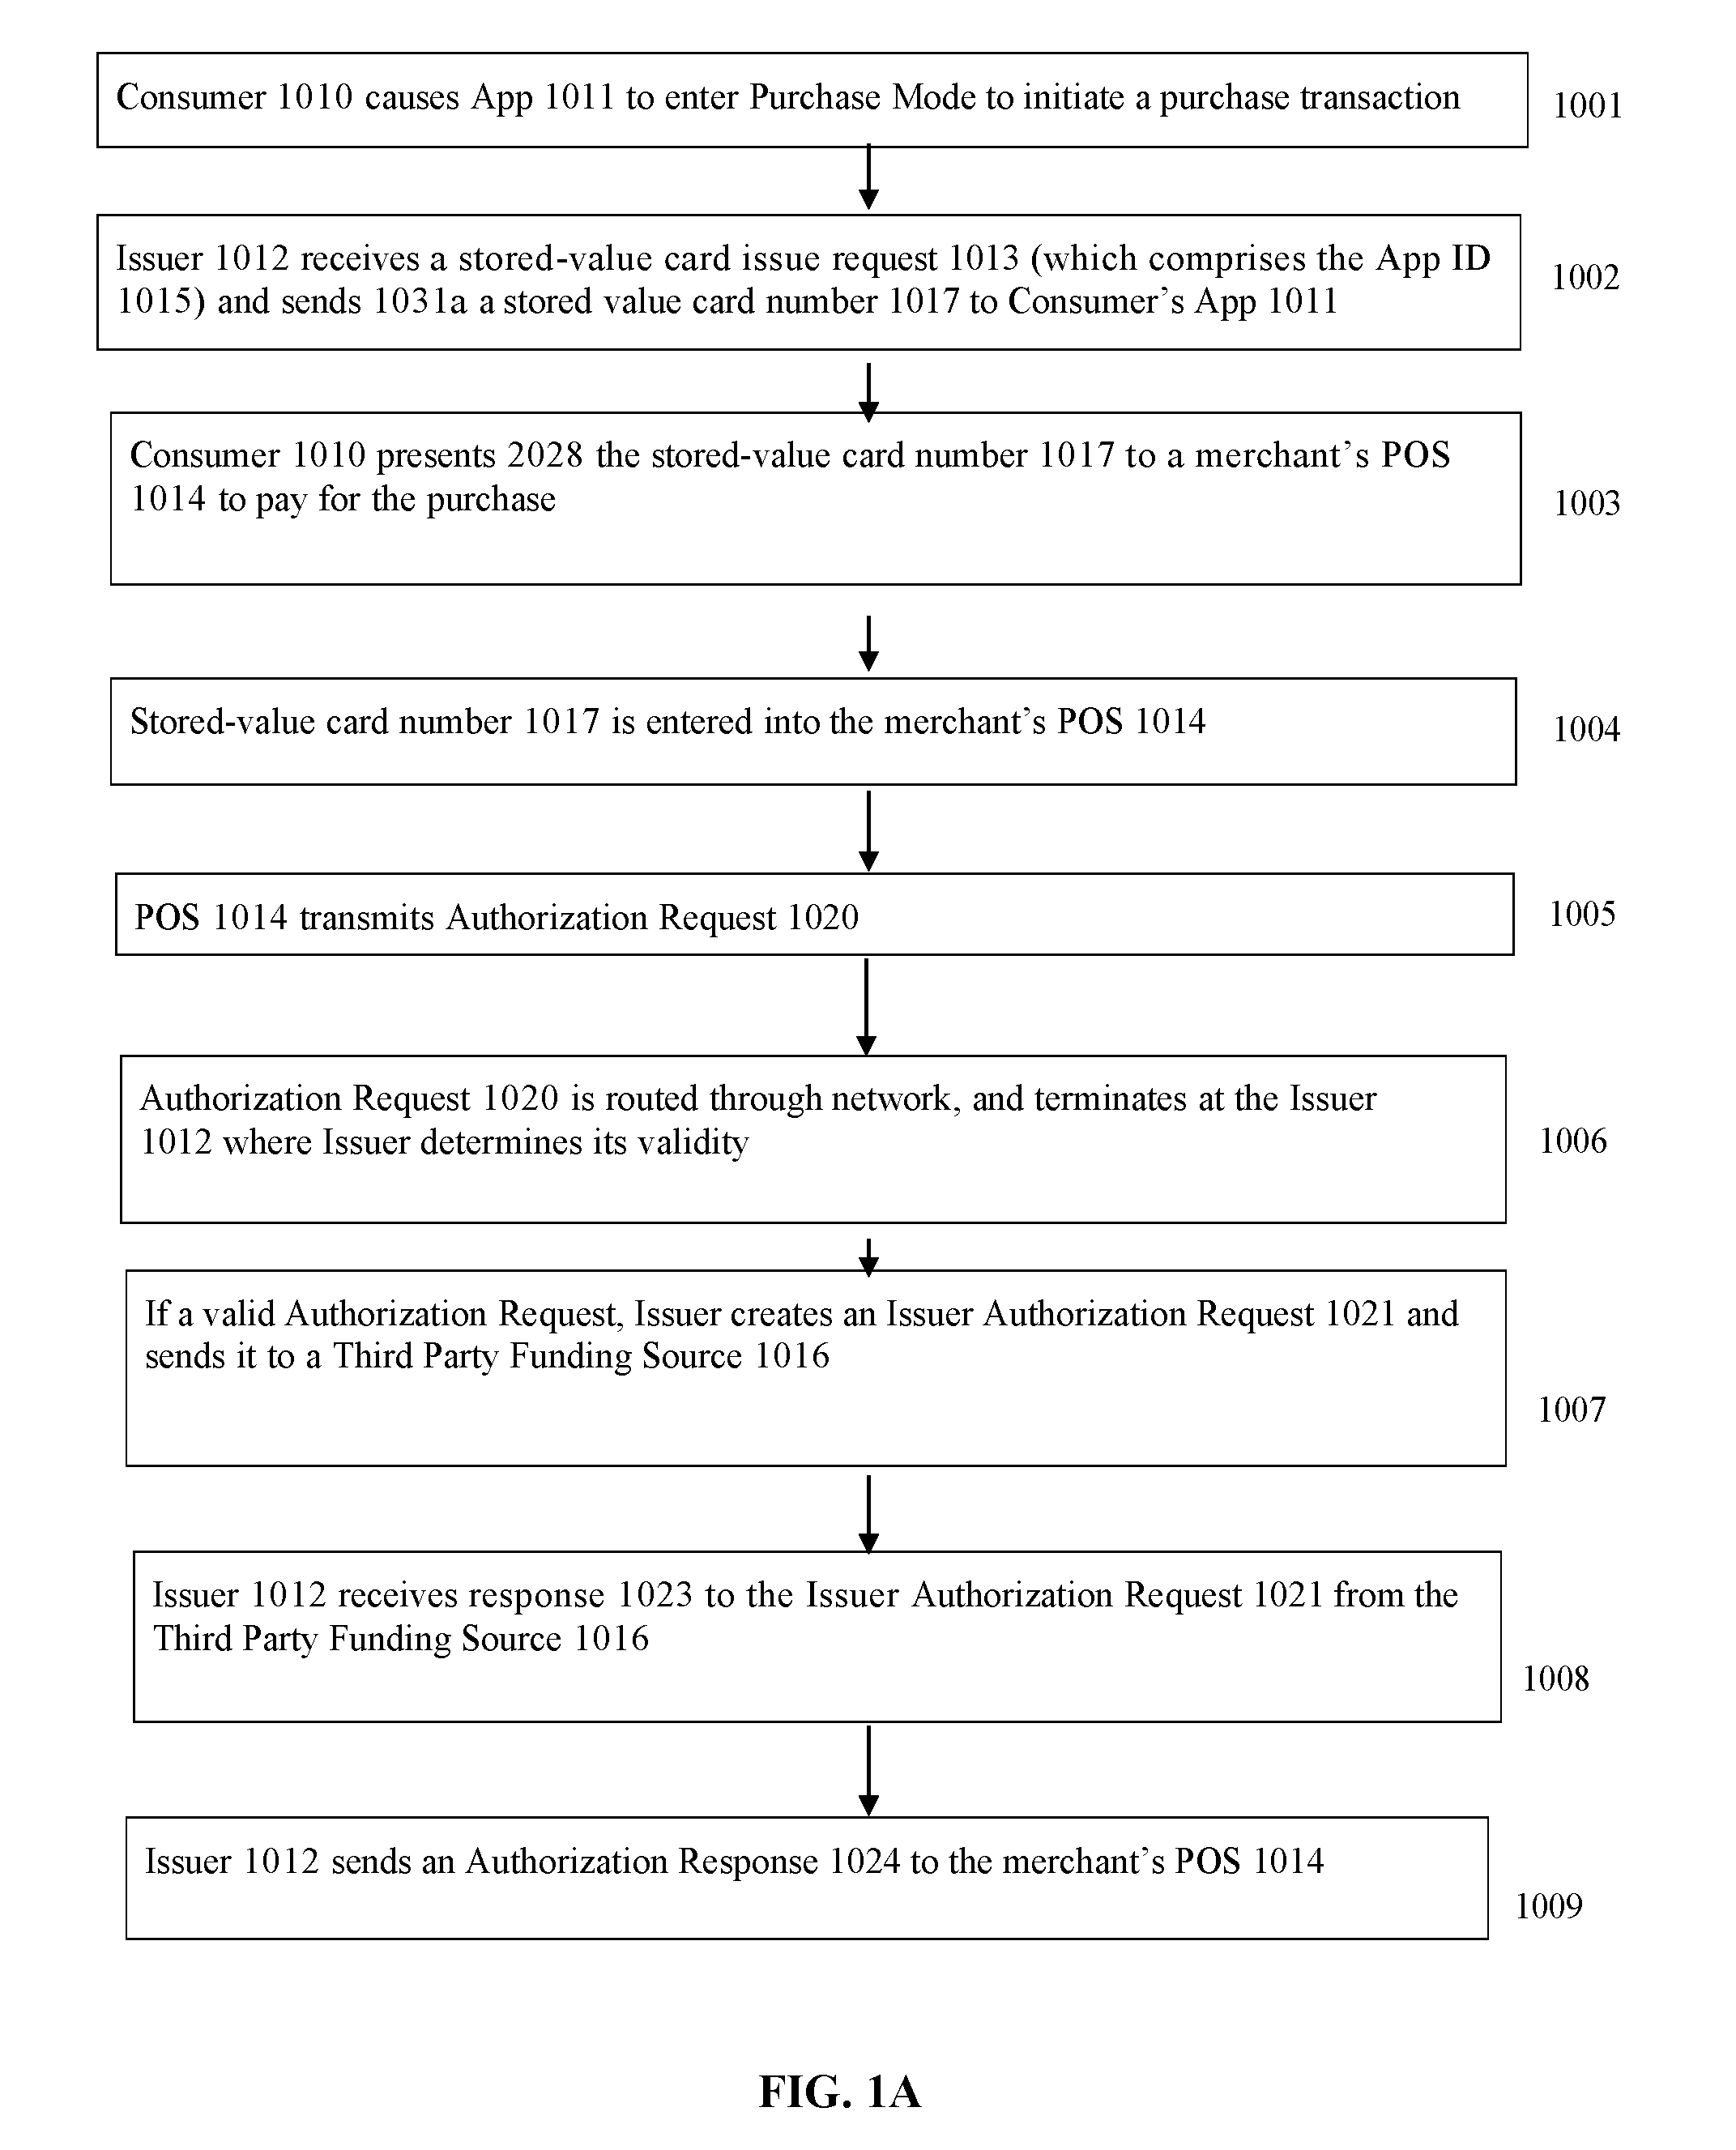 Consumer 1010 causes App 1011 to enter Purchase Mode to initiate a purchase transaction
1001
Issuer 1012 receives a stored-value card issue request 1013 (which comprises the App ID
1015) and sends 1031a a stored value card number 1017 to Consumer’s App 1011
1002
Consumer 1010 presents 2028 the stored-value card number 1017 to a merchant’s POS
1014 to pay for the purchase
1003
Stored-value card number 1017 is entered into the merchant’s POS 1014
1004
POS 1014 transmits Authorization Request 1020
1005
Authorization Request 1020 is routed through network, and terminates at the Issuer
1012 where Issuer determines its validity
1006
If a valid Authorization Request, Issuer creates an Issuer Authorization Request 1021 and
sends it to a Third Party Funding Source 1016
1007
Issuer 1012 receives response 1023 to the Issuer Authorization Request 1021 from the
Third Party Funding Source 1016
1008
Issuer 1012 sends an Authorization Response 1024 to the merchant’s POS 1014
1009
FIG. 1A